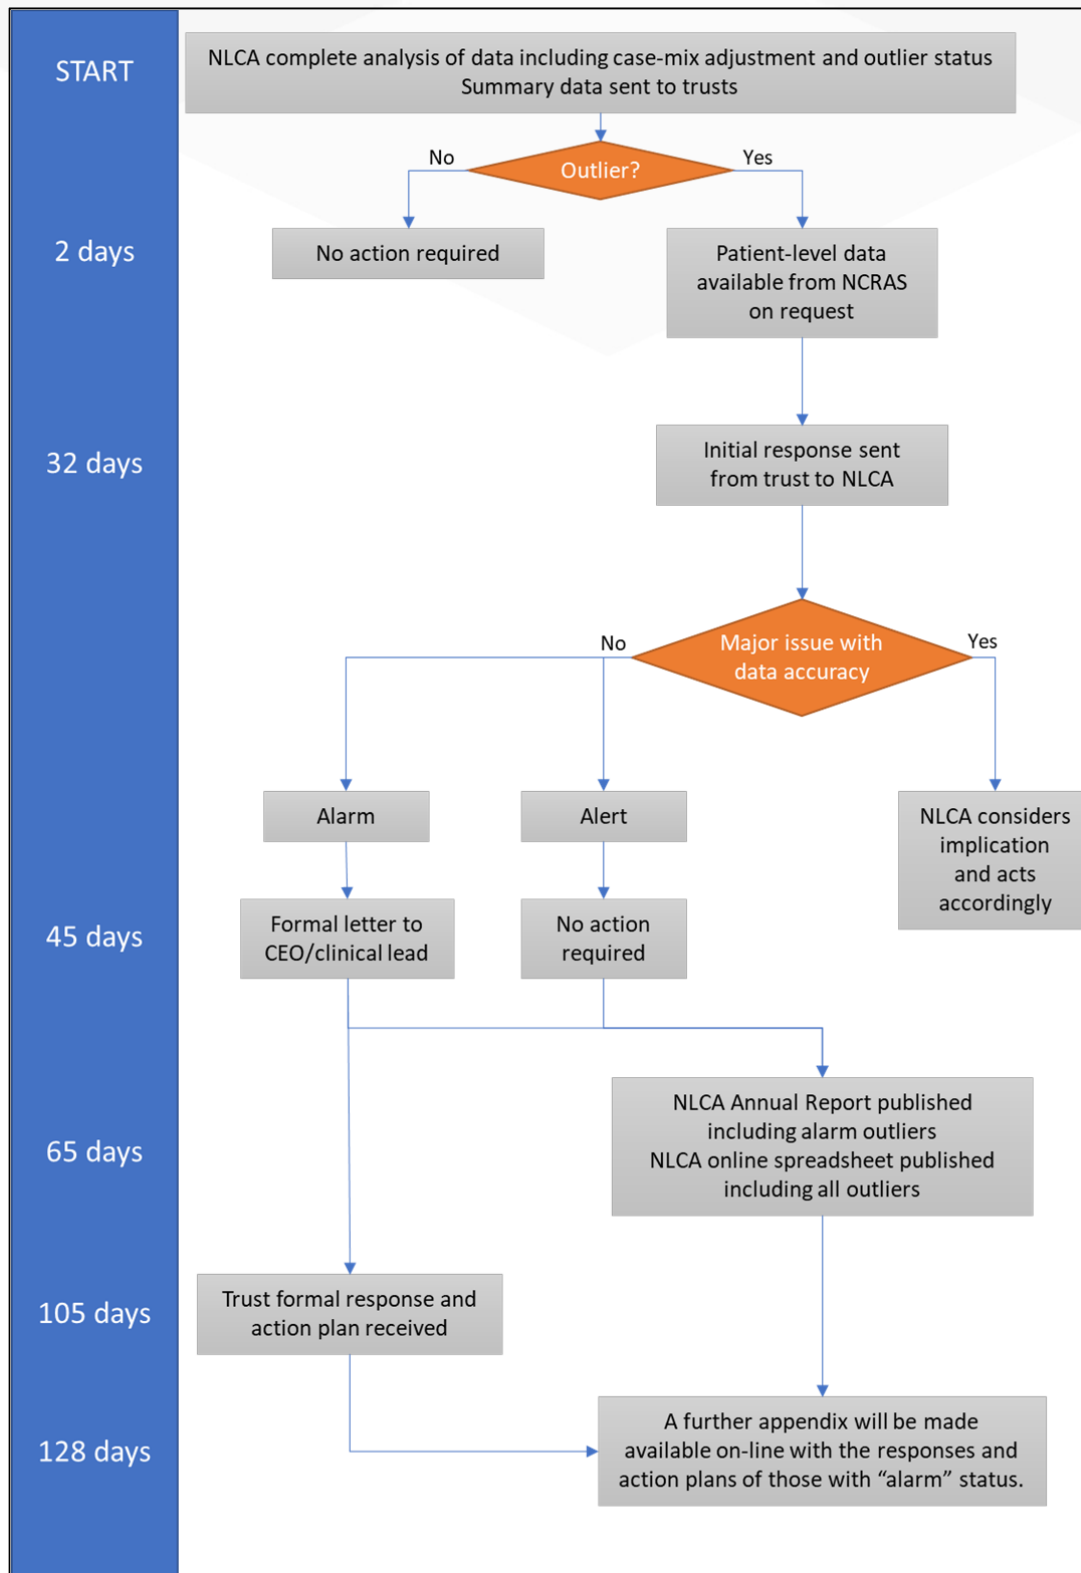 START
NLCA complete analysis of data including case-mix adjustment and outlier status
Summary data sent to trusts
No
Outlier?
Yes
2 days
No action required
Patient-level data
available from NCRAS
on request
32 days
Initial response sent
from trust to NLCA
No
Major issue with
data accuracy
Yes
Alarm
Alert
NLCA considers
implication
and acts
accordingly
45 days
Formal letter to
CEO/clinical lead
No action
required
65 days
NLCA Annual Report published
including alarm outliers
NLCA online spreadsheet published
including all outliers
105 days
Trust formal response and
action plan received
128 days
A further appendix will be made
available on-line with the responses and
action plans of those with “alarm” status.